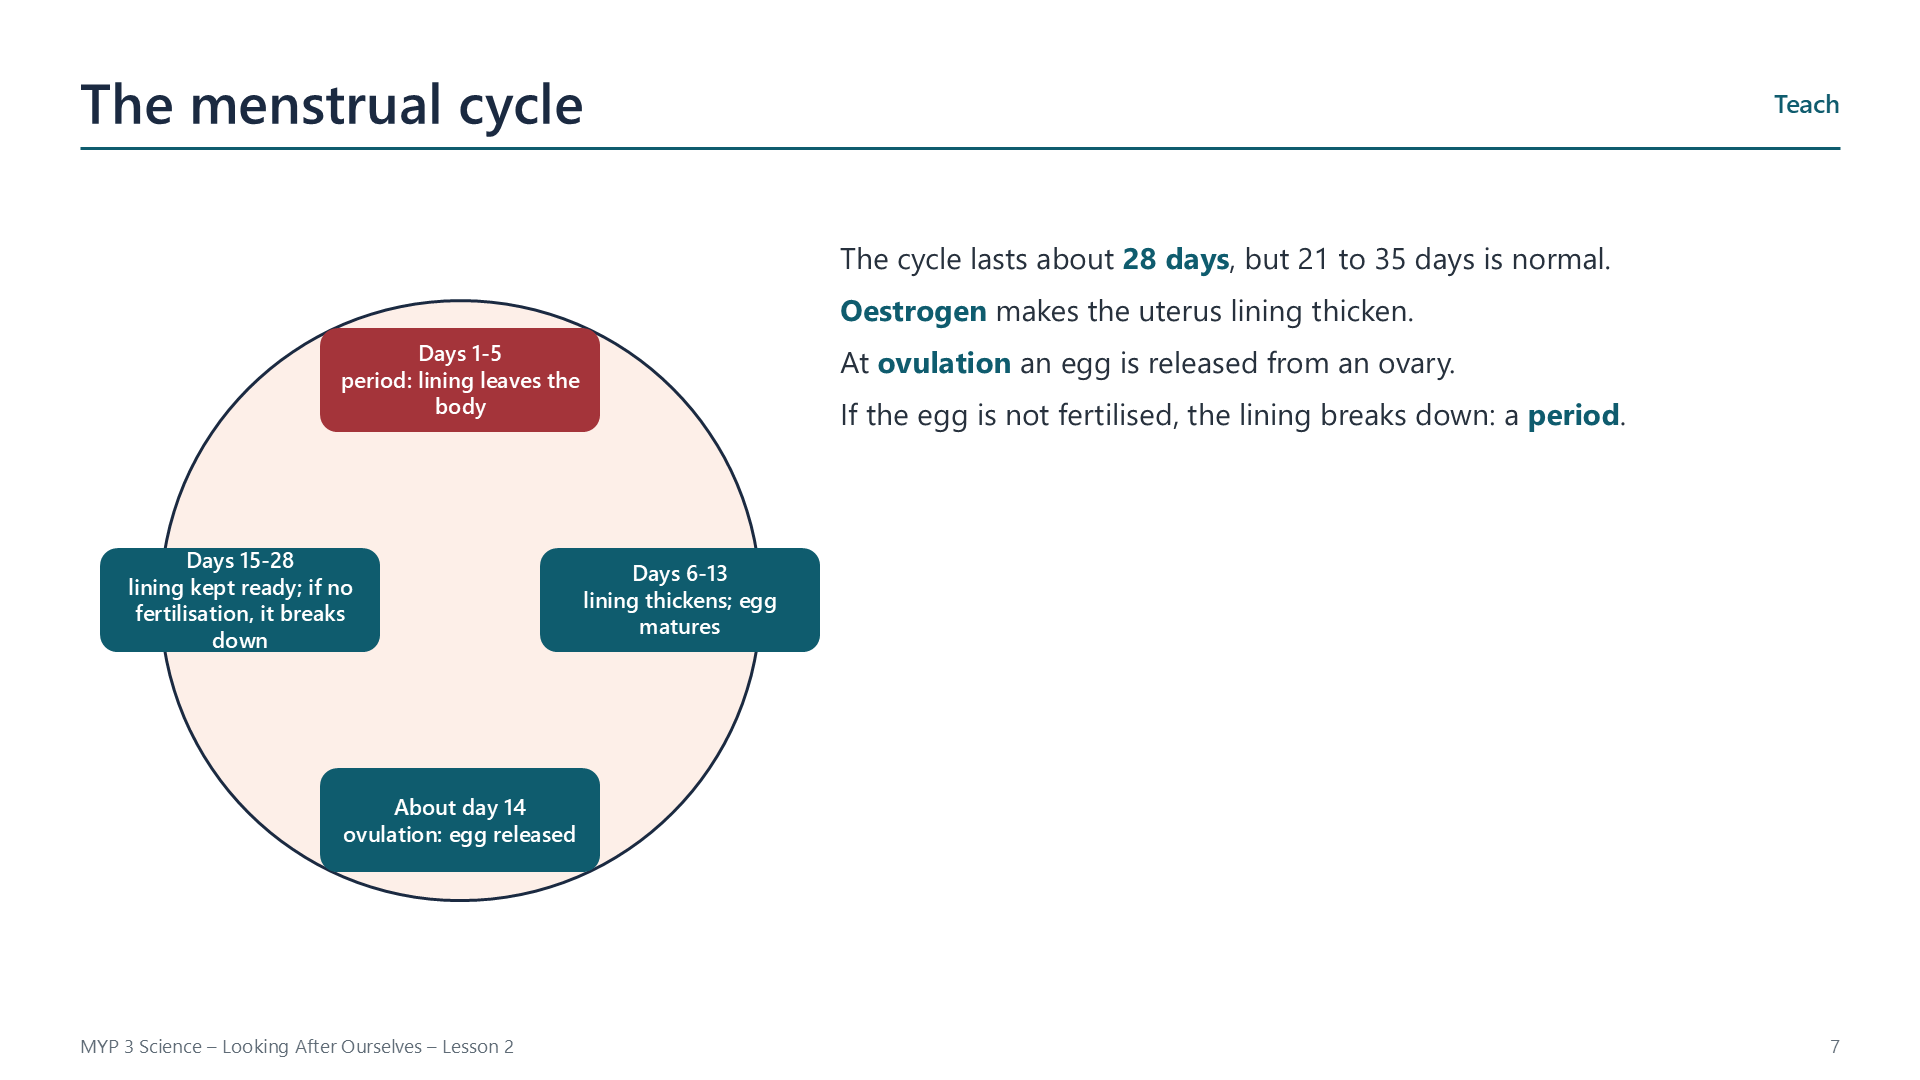 The menstrual cycle
Teach
Days 1-5
period: lining leaves the
body
Days 15-28
lining kept ready; if no
fertilisation, it breaks
down
Days 6-13
lining thickens; egg
matures
About day 14
ovulation: egg released
The cycle lasts about 28 days, but 21 to 35 days is normal.
Oestrogen makes the uterus lining thicken.
At ovulation an egg is released from an ovary.
If the egg is not fertilised, the lining breaks down: a period.
MYP 3 Science – Looking After Ourselves – Lesson 2
7